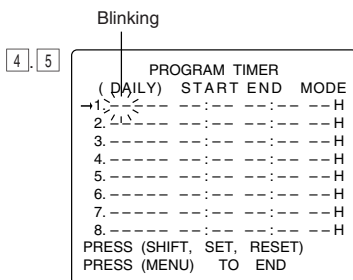 Blinking
4 . 5
PROGRAM TIMER
( DAILY) START END MODE
→1.----- --:-- --:-- --H
2.----- --:-- --:-- --H
3.----- --:-- --:-- --H
4.----- --:-- --:-- --H
5.----- --:-- --:-- --H
6.----- --:-- --:-- --H
7.----- --:-- --:-- --H
8.----- --:-- --:-- --H
PRESS (SHIFT, SET, RESET)
PRESS (MENU) TO END